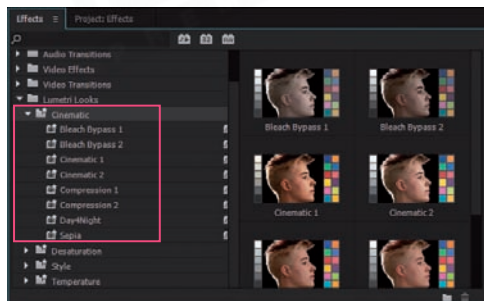 Effects Project: Effects
Audio Transitions
Video Effects
Video Transitions
Lumetri Looks
Cinematic
Bleach Bypass 1
Bleach Bypass 2
Cinematic 1
Cinematic 2
Compression 1
Compression 2
Day4Night
Sepia
Desaturation
Style
Temperature
Bleach Bypass 1 Bleach Bypass 2
Cinematic 1 Cinematic 2